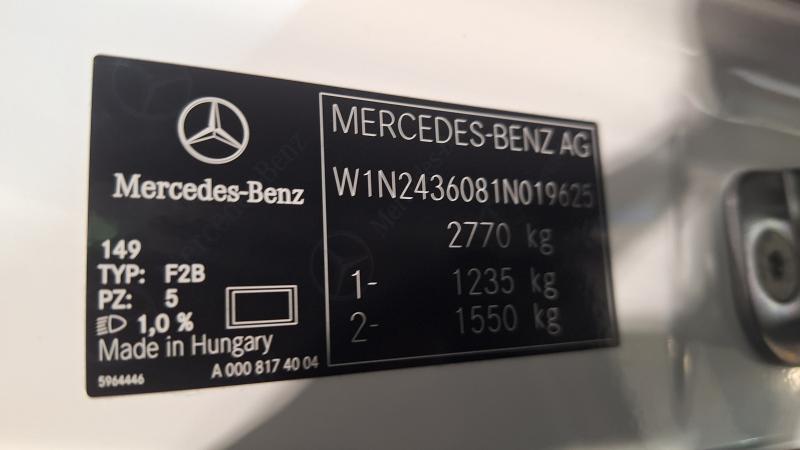 Mercedes-Benz
149
TYP: F2B
PZ: 5
1,0 %
Made in Hungary
5964446
A 000 817 40 04
MERCEDES-BENZ AG
W1N2436081N019625
2770 kg
1- 1235 kg
2- 1550 kg